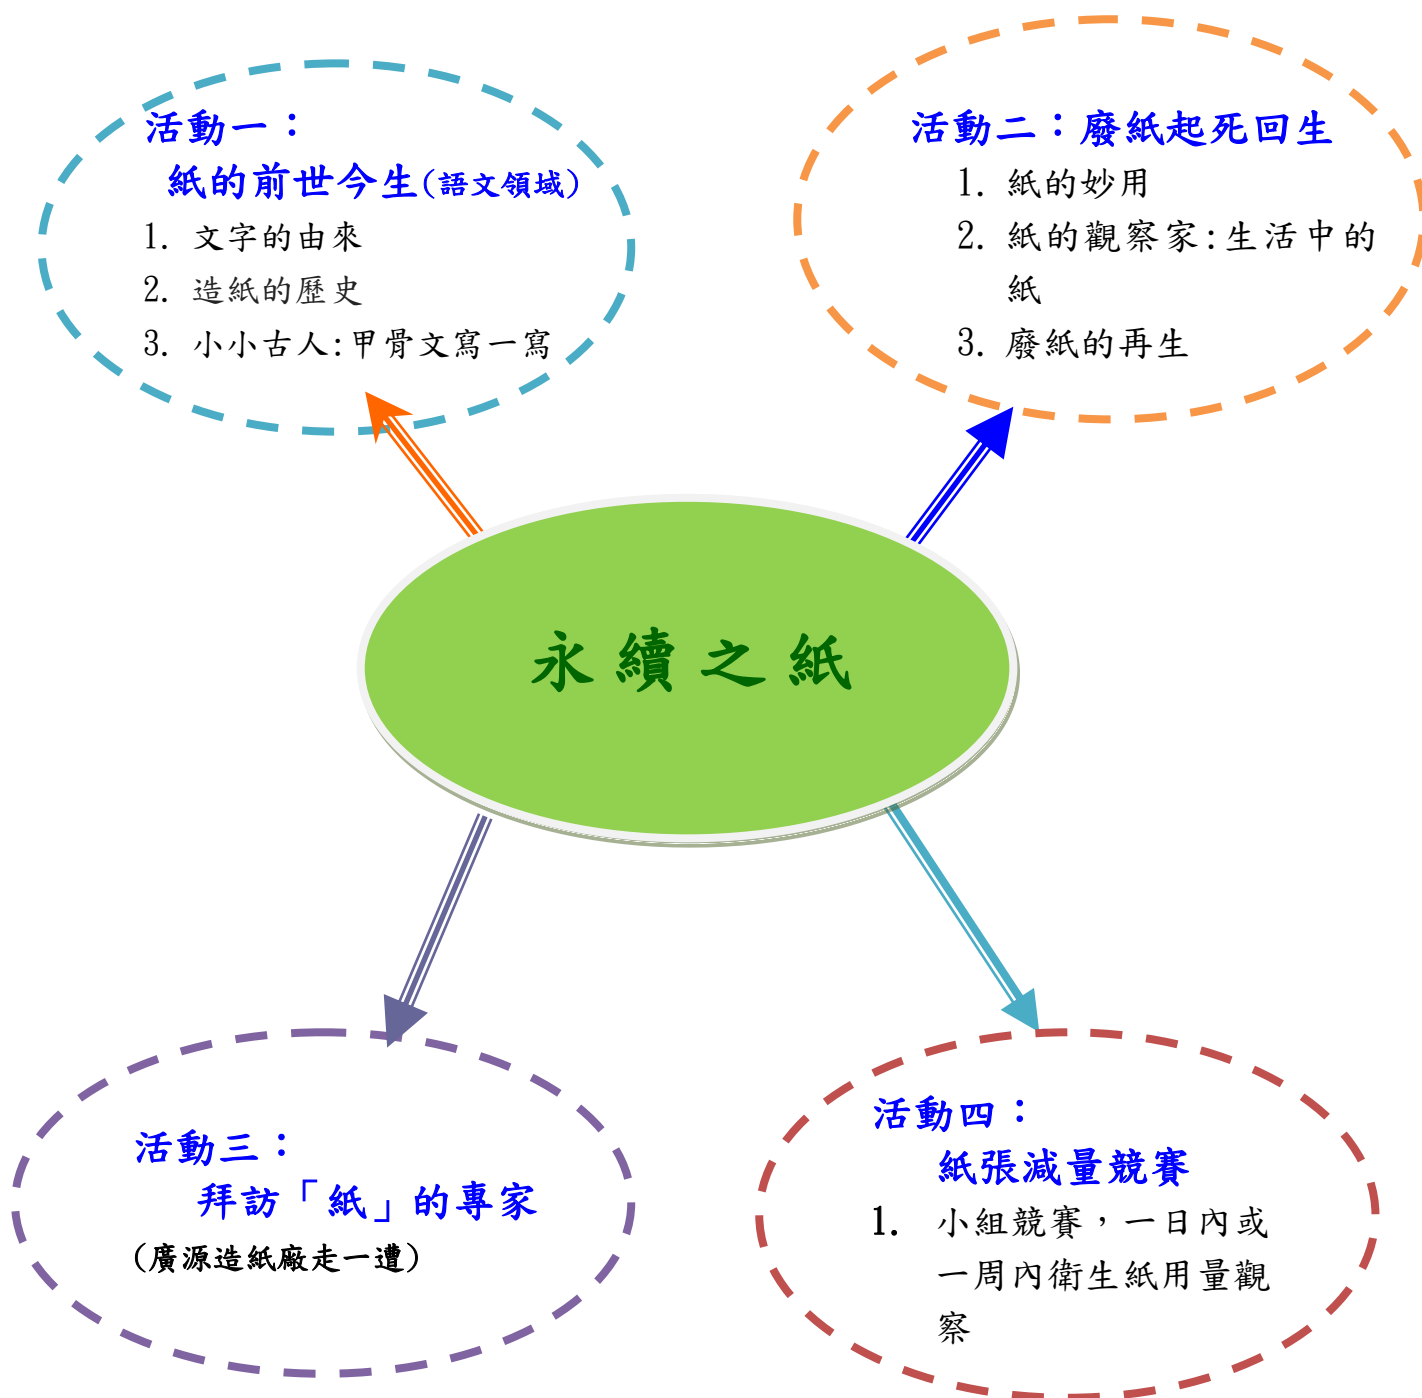 活動一：
紙的前世今生(語文領域)
1. 文字的由來
2. 造紙的歷史
3. 小小古人:甲骨文寫一寫
活動二：廢紙起死回生
1. 紙的妙用
2. 紙的觀察家:生活中的
紙
3. 廢紙的再生
永續之紙
活動三：
拜訪「紙」的專家
(廣源造紙廠走一遭)
活動四：
紙張減量競賽
1. 小組競賽，一日內或
一周內衛生紙用量觀
察